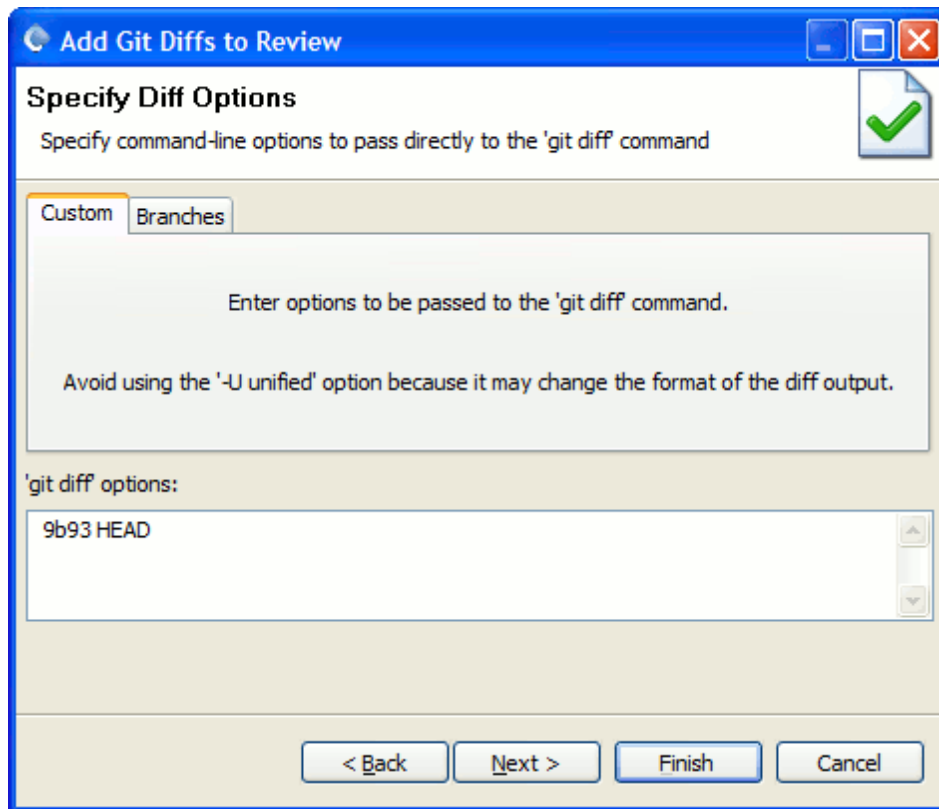 Add Git Diffs to Review
Specify Diff Options
Specify command-line options to pass directly to the 'git diff' command
Custom
Branches
Enter options to be passed to the 'git diff' command.
Avoid using the '-U unified' option because it may change the format of the diff output.
'git diff' options:
9b93 HEAD
< Back
Next >
Finish
Cancel